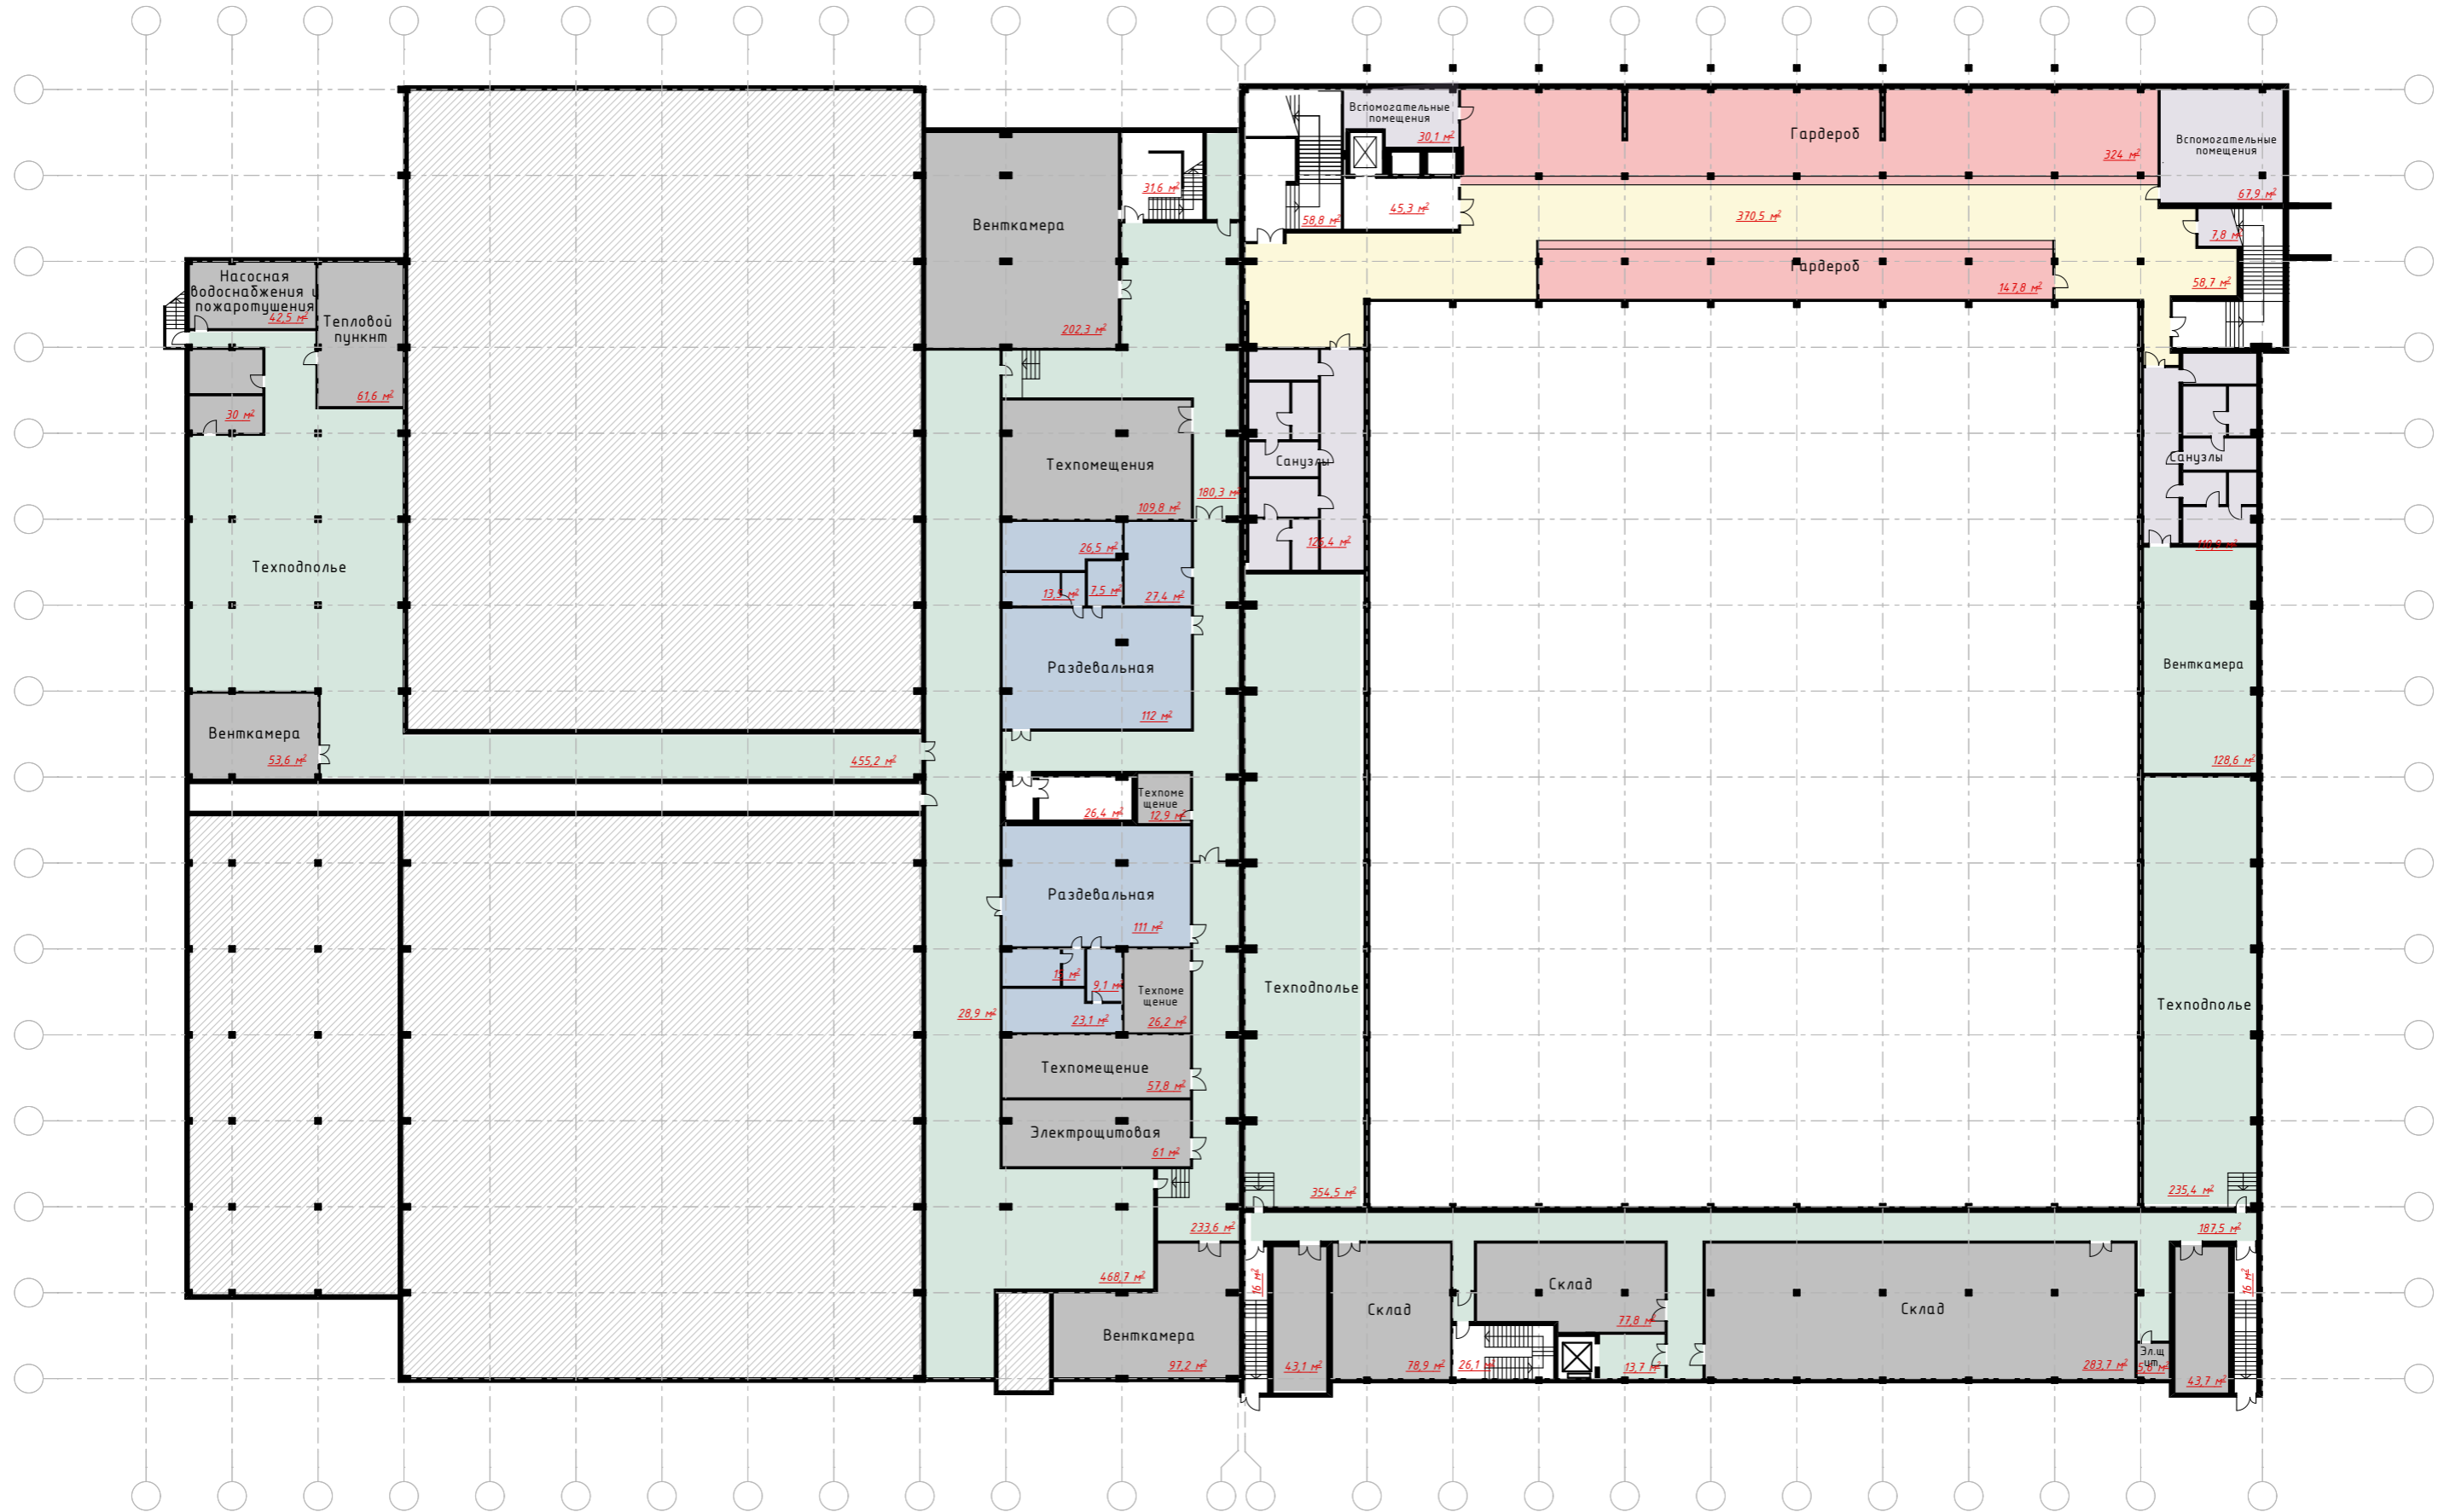 Вспомогательные
помещения
30,1 м²
Гардероб
324 м²
Вспомогательные
помещения
67,9 м²
31,6 м²
58,8 м²
45,3 м²
370,5 м²
7,8 м²
Венткамера
202,3 м²
Гардероб
147,8 м²
58,7 м²
Насосная
водоснабжения и
пожаротушения
42,5 м²
Тепловой
пункнт
61,6 м²
30 м²
Техпомещения
109,8 м²
180,3 м²
Санузлы
126,4 м²
Санузлы
Техподполье
26,5 м²
7,5 м²
27,4 м²
Раздевальная
112 м²
Венткамера
128,6 м²
Венткамера
53,6 м²
455,2 м²
26,4 м²
Техпоме
щение
12,9 м²
Раздевальная
111 м²
9,1 м²
23,1 м²
Техпоме
щение
26,2 м²
28,9 м²
Техподполье
354,5 м²
Техподполье
235,4 м²
Техпомещение
57,8 м²
Электрощитовая
61 м²
233,6 м²
468,7 м²
187,5 м²
Венткамера
97,2 м²
16 м²
43,1 м²
Склад
78,9 м²
Склад
77,8 м²
26,1 м²
13,7 м²
Склад
283,7 м²
Эл.щ
43,7 м²
16 м²